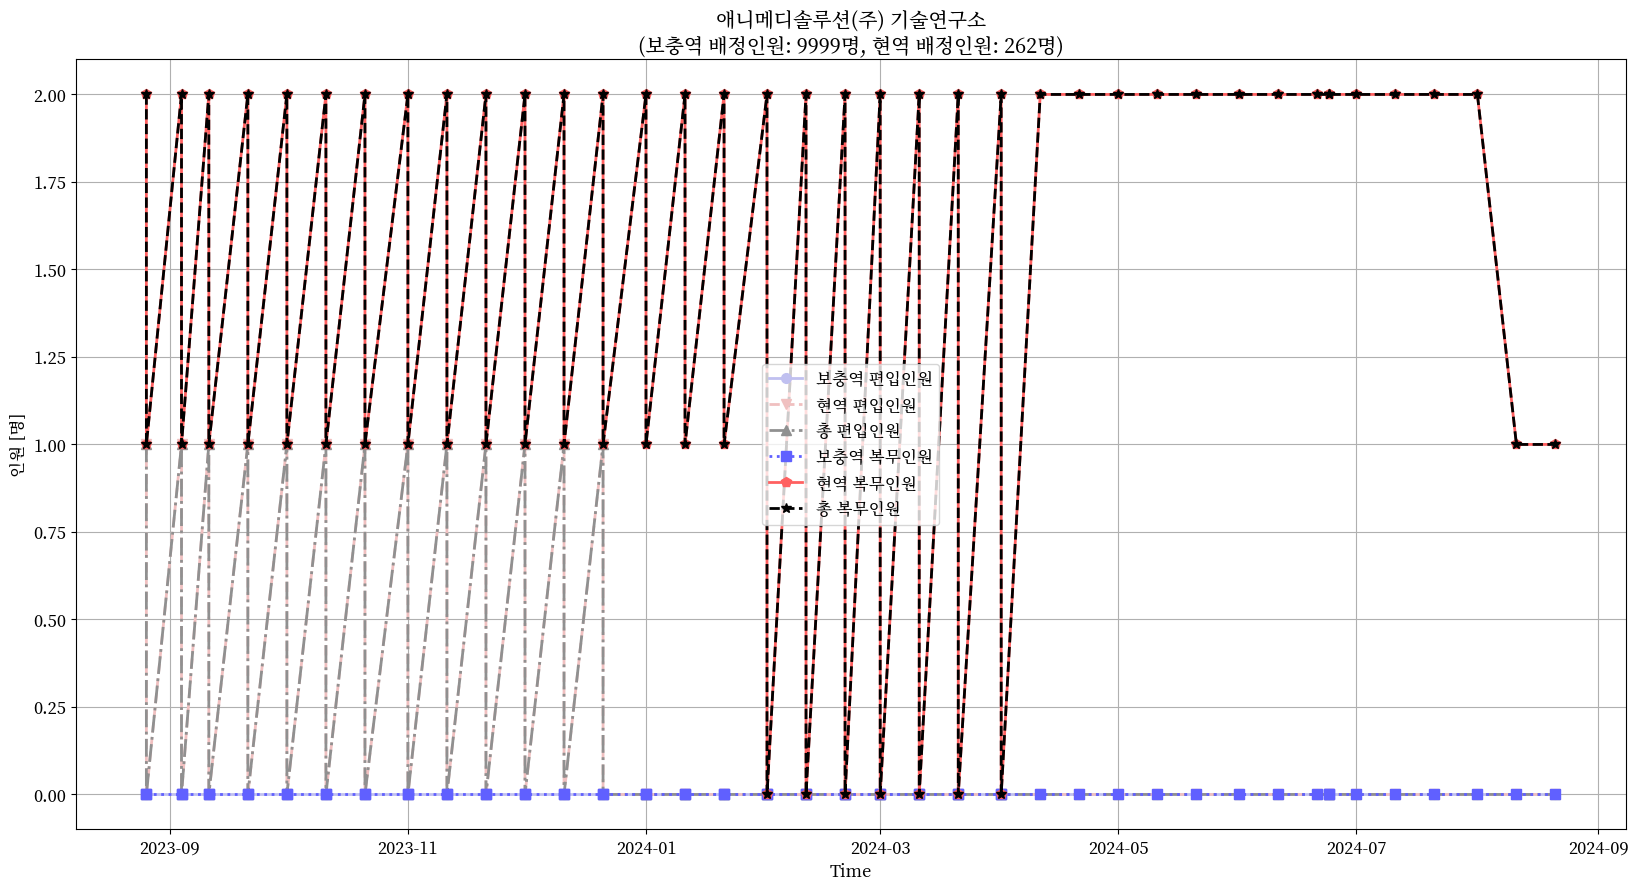 애니메디솔루션(주) 기술연구소
(보충역 배정인원: 9999명, 현역 배정인원: 262명)
인원 [명]
2.00
1.75
1.50
1.25
1.00
0.75
0.50
0.25
0.00
보충역 편입인원
현역 편입인원
총 편입인원
보충역 복무인원
현역 복무인원
총 복무인원
2023-09
2023-11
2024-01
2024-03
2024-05
2024-07
2024-09
Time